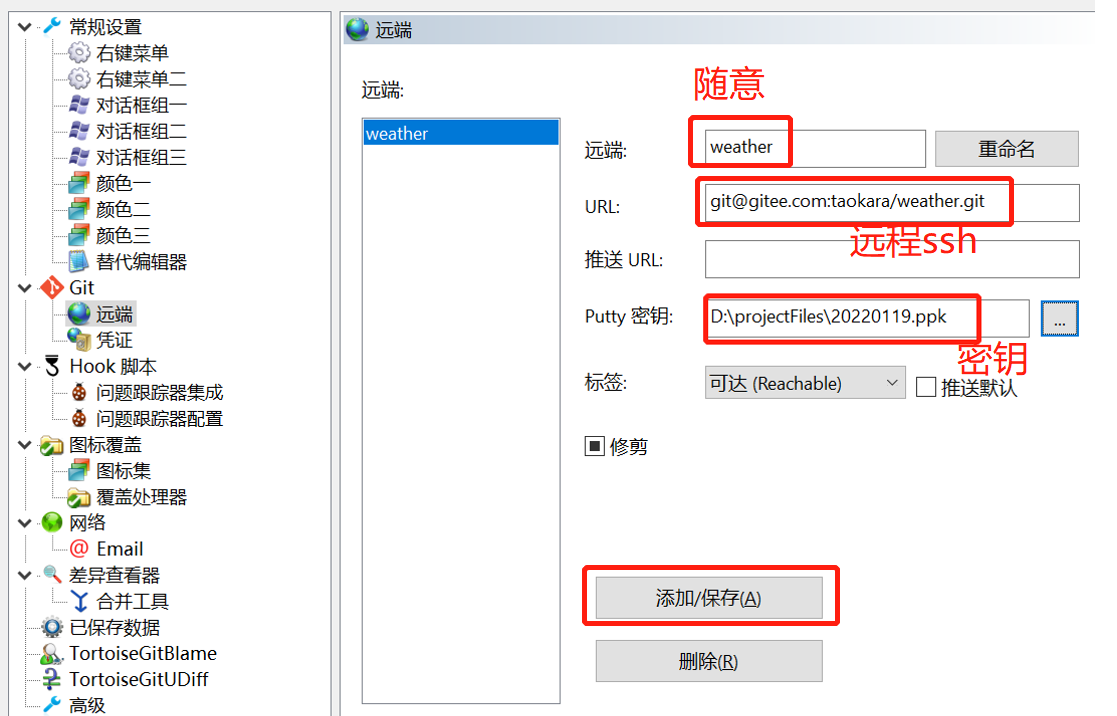 常规设置
右键菜单
右键菜单二
对话框组一
对话框组二
对话框组三
颜色一
颜色二
颜色三
替代编辑器
Git
远端
凭证
Hook 脚本
问题跟踪器集成
问题跟踪器配置
图标覆盖
图标集
覆盖处理器
网络
@ Email
差异查看器
合并工具
已保存数据
TortoiseGitBlame
TortoiseGitUDiff
高级
远端
远端:
weather
随意
远端:
weather
重命名
URL:
git@gitee.com:taokara/weather.git
远程ssh
推送 URL:
Putty 密钥:
D:\projectFiles\20220119.ppk
...
密钥
标签:
可达 (Reachable)
推送默认
修剪
添加/保存(A)
删除(R)